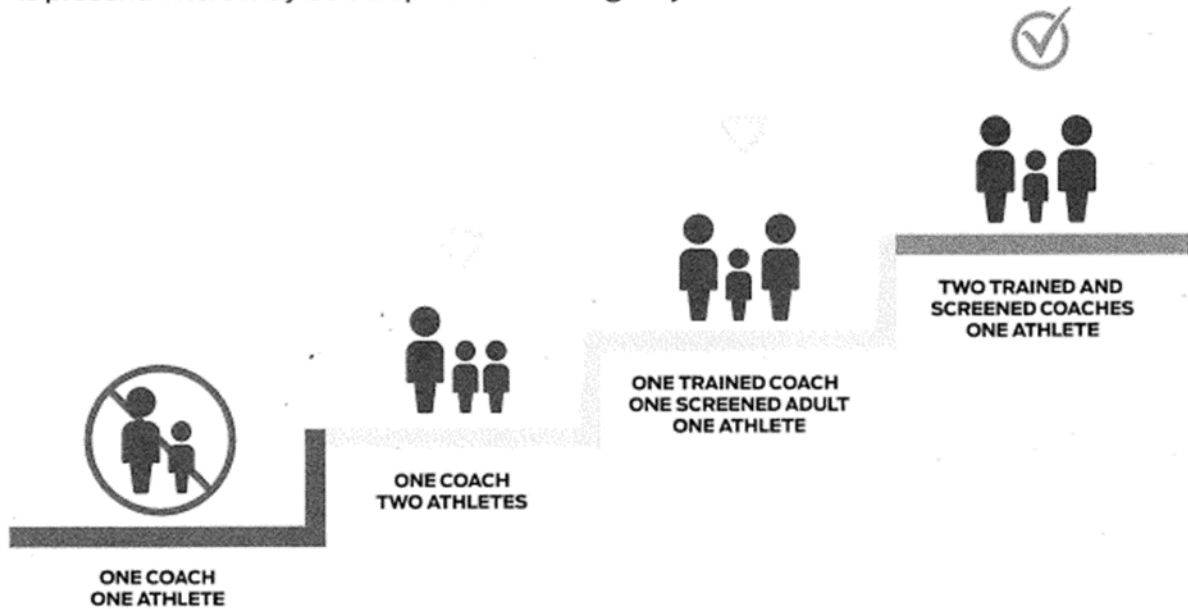 ONE COACH
ONE ATHLETE
ONE COACH
TWO ATHLETES
ONE TRAINED COACH
ONE SCREENED ADULT
ONE ATHLETE
TWO TRAINED AND
SCREENED COACHES
ONE ATHLETE